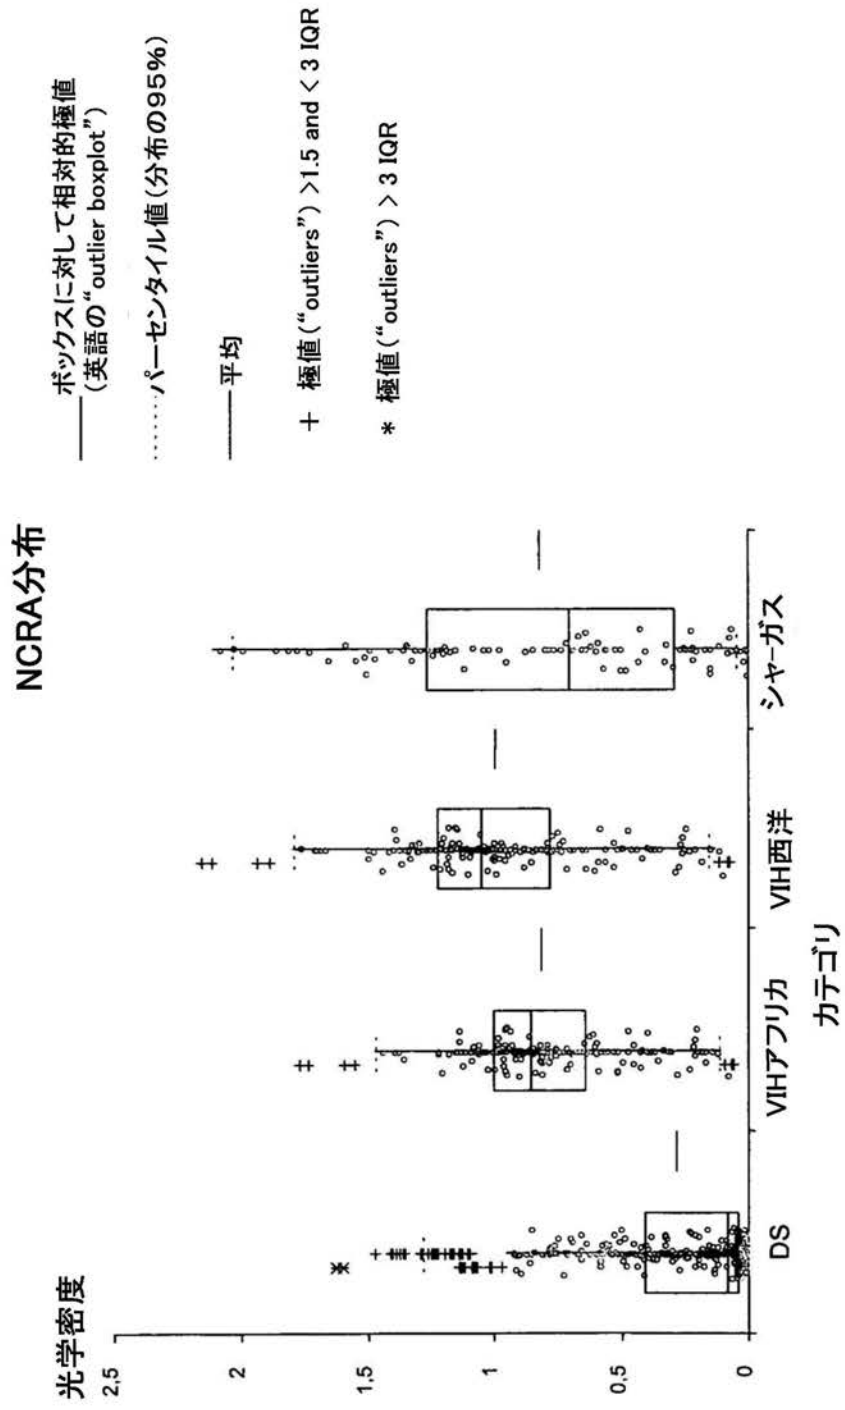 NCRA分布
光学密度
2,5
2
1,5
1
0,5
0
DS
VIHアフリカ
VIH西洋
シャーガス
カテゴリ
ボックスに対して相対的極値
(英語の“outlier boxplot”)
パーセンタイル値(分布の95%)
平均
+ 極値(“outliers”) >1.5 and < 3 IQR
* 極値(“outliers”) > 3 IQR